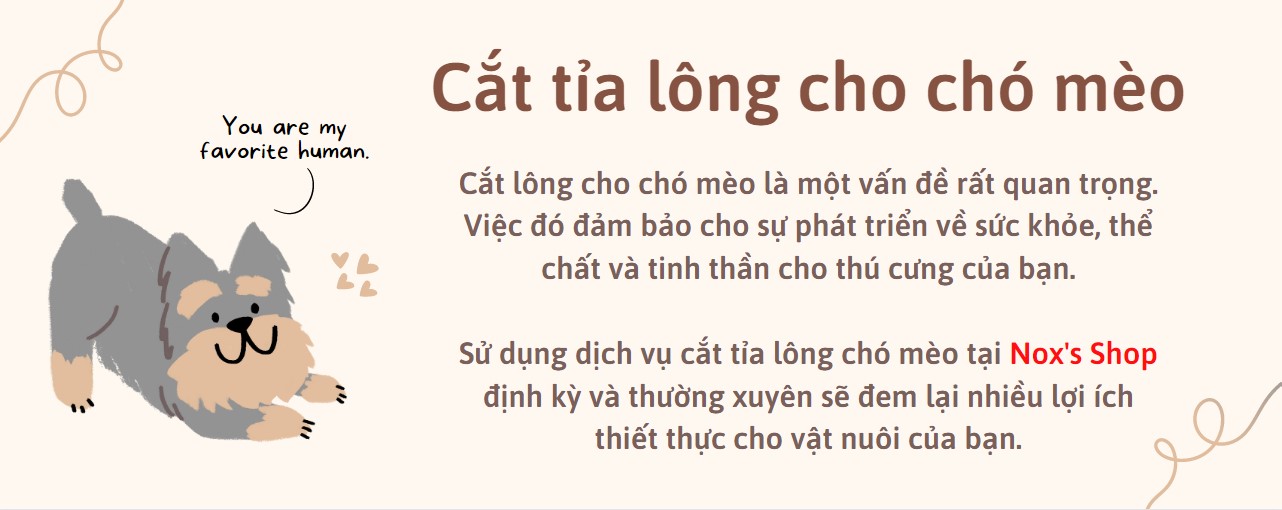 Cắt tỉa lông cho chó mèo
You are my
favorite human.
Cắt lông cho chó mèo là một vấn đề rất quan trọng.
Việc đó đảm bảo cho sự phát triển về sức khỏe, thể
chất và tinh thần cho thú cưng của bạn.
Sử dụng dịch vụ cắt tỉa lông chó mèo tại Nox's Shop
định kỳ và thường xuyên sẽ đem lại nhiều lợi ích
thiết thực cho vật nuôi của bạn.